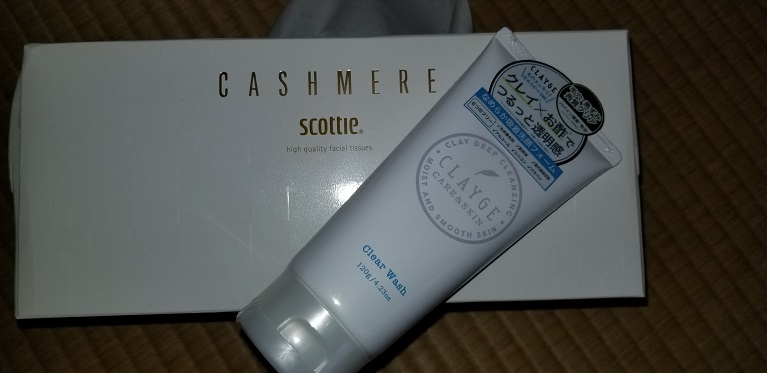 CASHMERE
scottie®
high quality facial tissues
CLAYGE
クレイ×お酢で
つるっと透明感
CLAY DEEP CLEANSING
MOIST AND SMOOTH SKIN
CLAYGE
CARE&SKIN
Clear Wash
120g/4.23oz